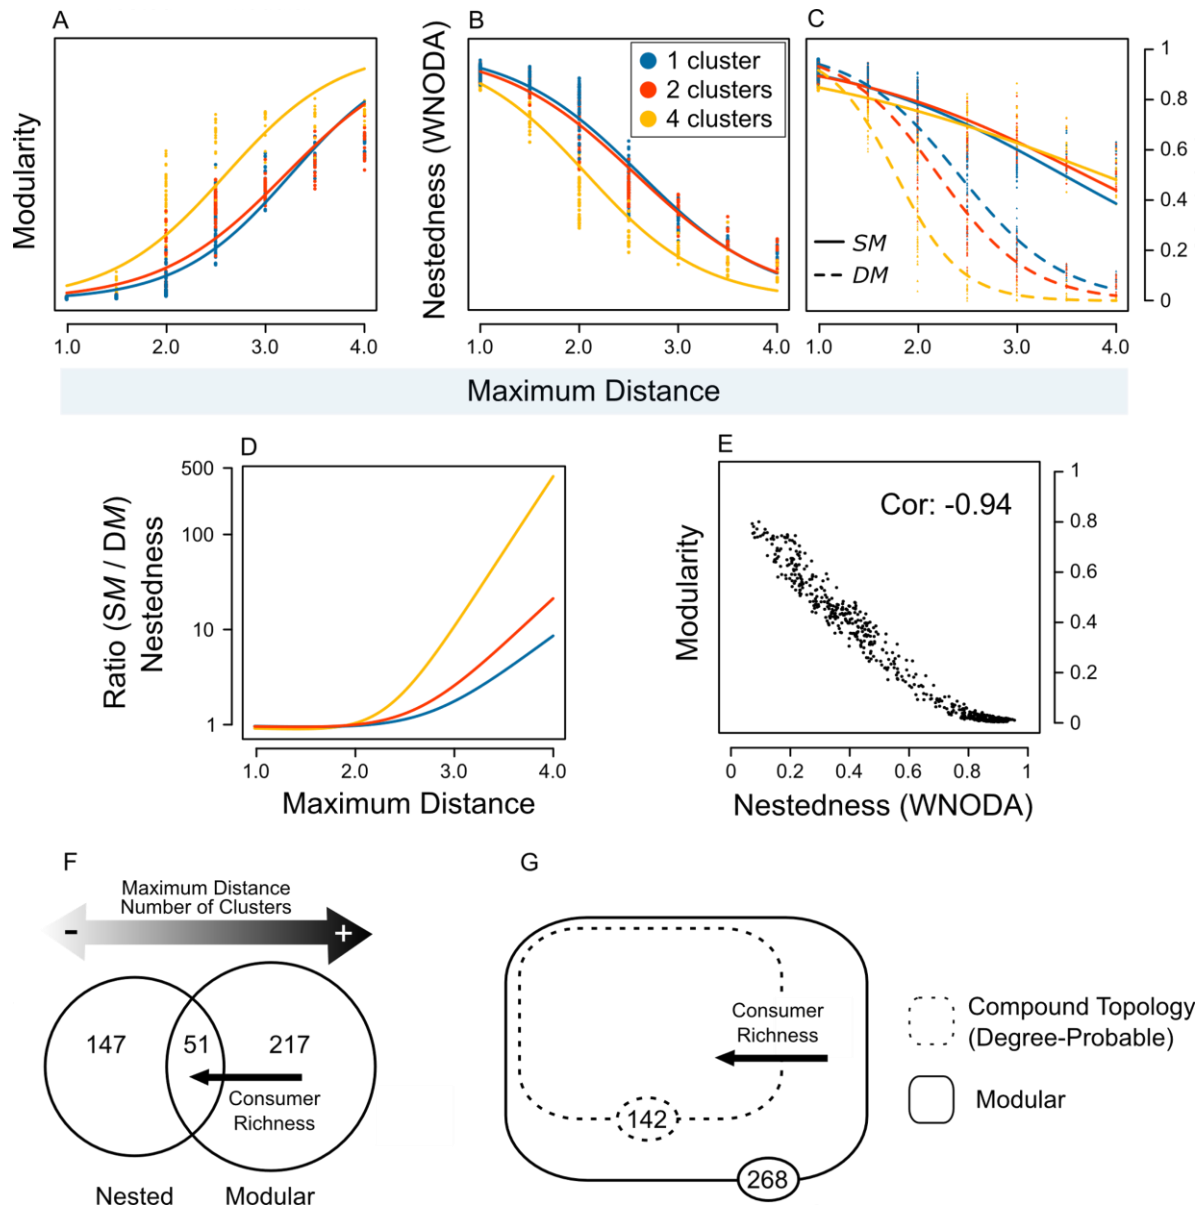 A
B
C
Modularity
Nestedness (WNODA)
1 cluster
2 clusters
4 clusters
SM
DM
1
0.8
0.6
0.4
0.2
0
1.0 2.0 3.0 4.0
1.0 2.0 3.0 4.0
1.0 2.0 3.0 4.0
Maximum Distance
D
Ratio (SM / DM)
Nestedness
500
100
10
1
1.0 2.0 3.0 4.0
Maximum Distance
E
Cor: -0.94
Modularity
1
0.8
0.6
0.4
0.2
0
0 0.2 0.4 0.6 0.8 1
Nestedness (WNODA)
F
Maximum Distance
Number of Clusters
- +
147 51 217
Consumer
Richness
Nested Modular
G
Consumer
Richness
142
268
Compound Topology
(Degree-Probable)
Modular